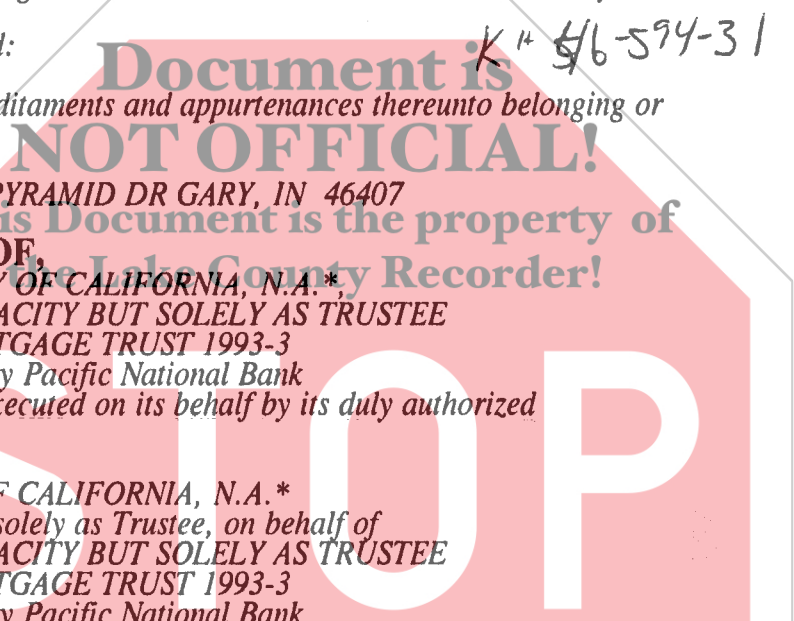 d:
K # 46-594-31
Document is
ditaments and appurtenances thereunto belonging or
NOT OFFICIAL!
PYRAMID DR GARY, IN 46407
is Document is the property of
OF,
the Lake County Recorder!
Y OF CALIFORNIA, N.A.*,
ACITY BUT SOLELY AS TRUSTEE
TGAGE TRUST 1993-3
y Pacific National Bank
xecuted on its behalf by its duly authorized
STOP
F CALIFORNIA, N.A.*
solely as Trustee, on behalf of
ACITY BUT SOLELY AS TRUSTEE
TGAGE TRUST 1993-3
y Pacific National Bank